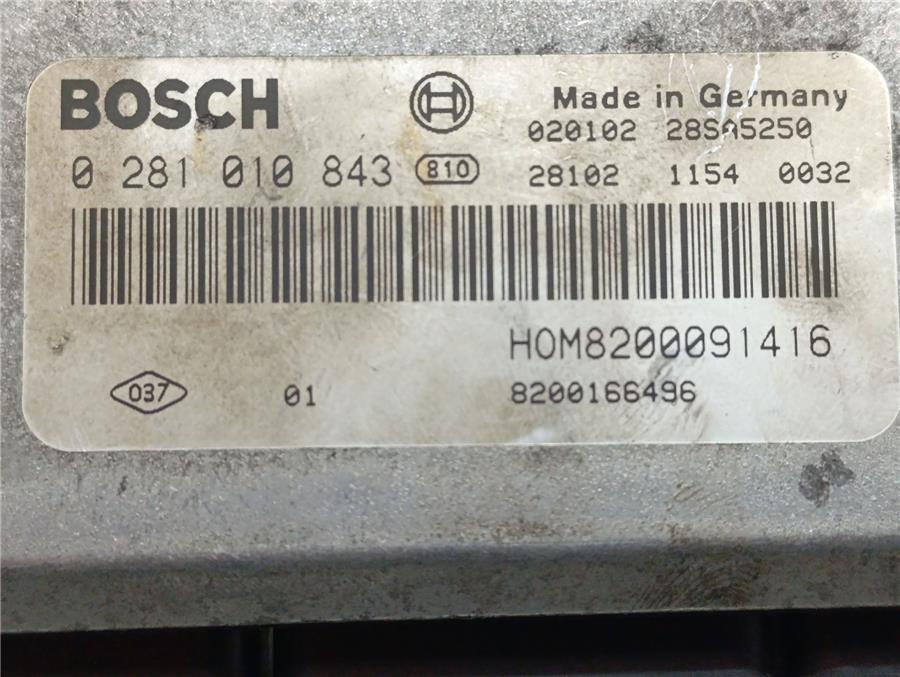 BOSCH
Made in Germany
020102 28SA5250
0 281 010 843 810
28102 1154 0032
HOM8200091416
037 01
8200166496